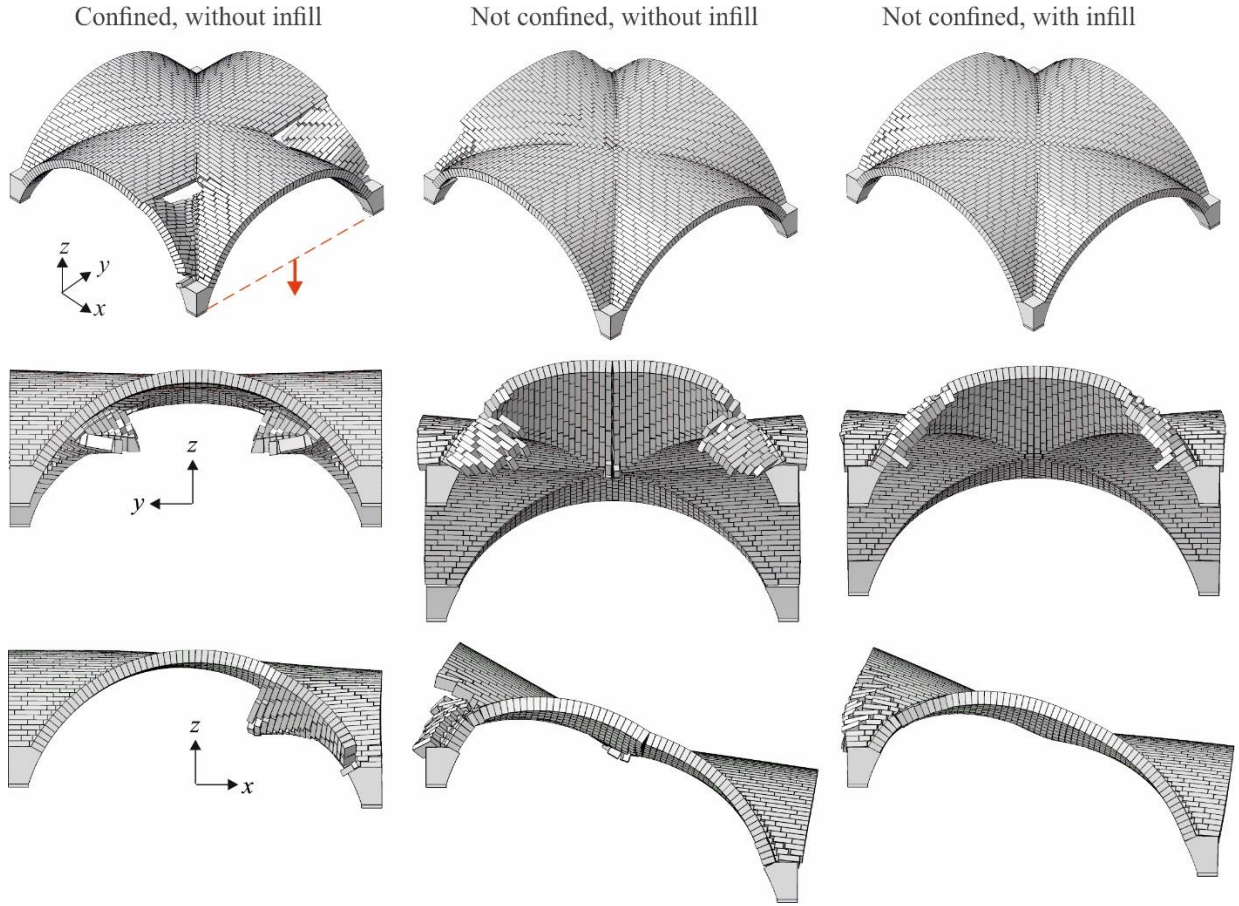 Confined, without infill
Not confined, without infill
Not confined, with infill
z
y
x
z
y
z
x